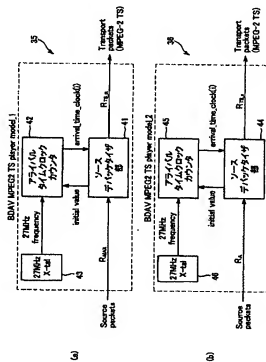 (a)
35
BDAV MPEG2 TS player model_1
43
27MHz
X-tal
27MHz
frequency
42
アライバル
タイムクロック
カウンタ
initial value
arrival_time_clock(i)
41
ソース
デパケッタイザ
部
Source
packets
R
Transport
packets
(MPEG-2 TS)
(b)
36
BDAV MPEG2 TS player model_2
46
27MHz
X-tal
27MHz
frequency
45
アライバル
タイムクロック
カウンタ
initial value
arrival_time_clock(i)
44
ソース
デパケッタイザ
部
Source
packets
Transport
packets
(MPEG-2 TS)